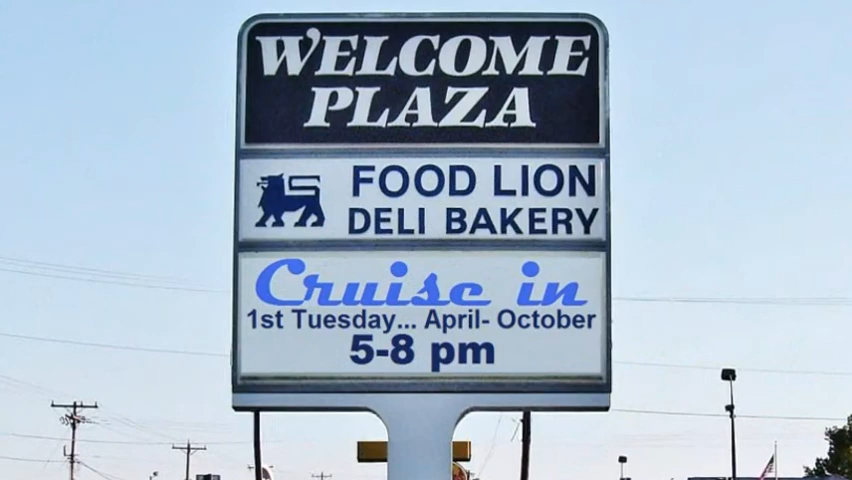 WELCOME
PLAZA
FOOD LION
DELI BAKERY
Cruise in
1st Tuesday... April- October
5-8 pm